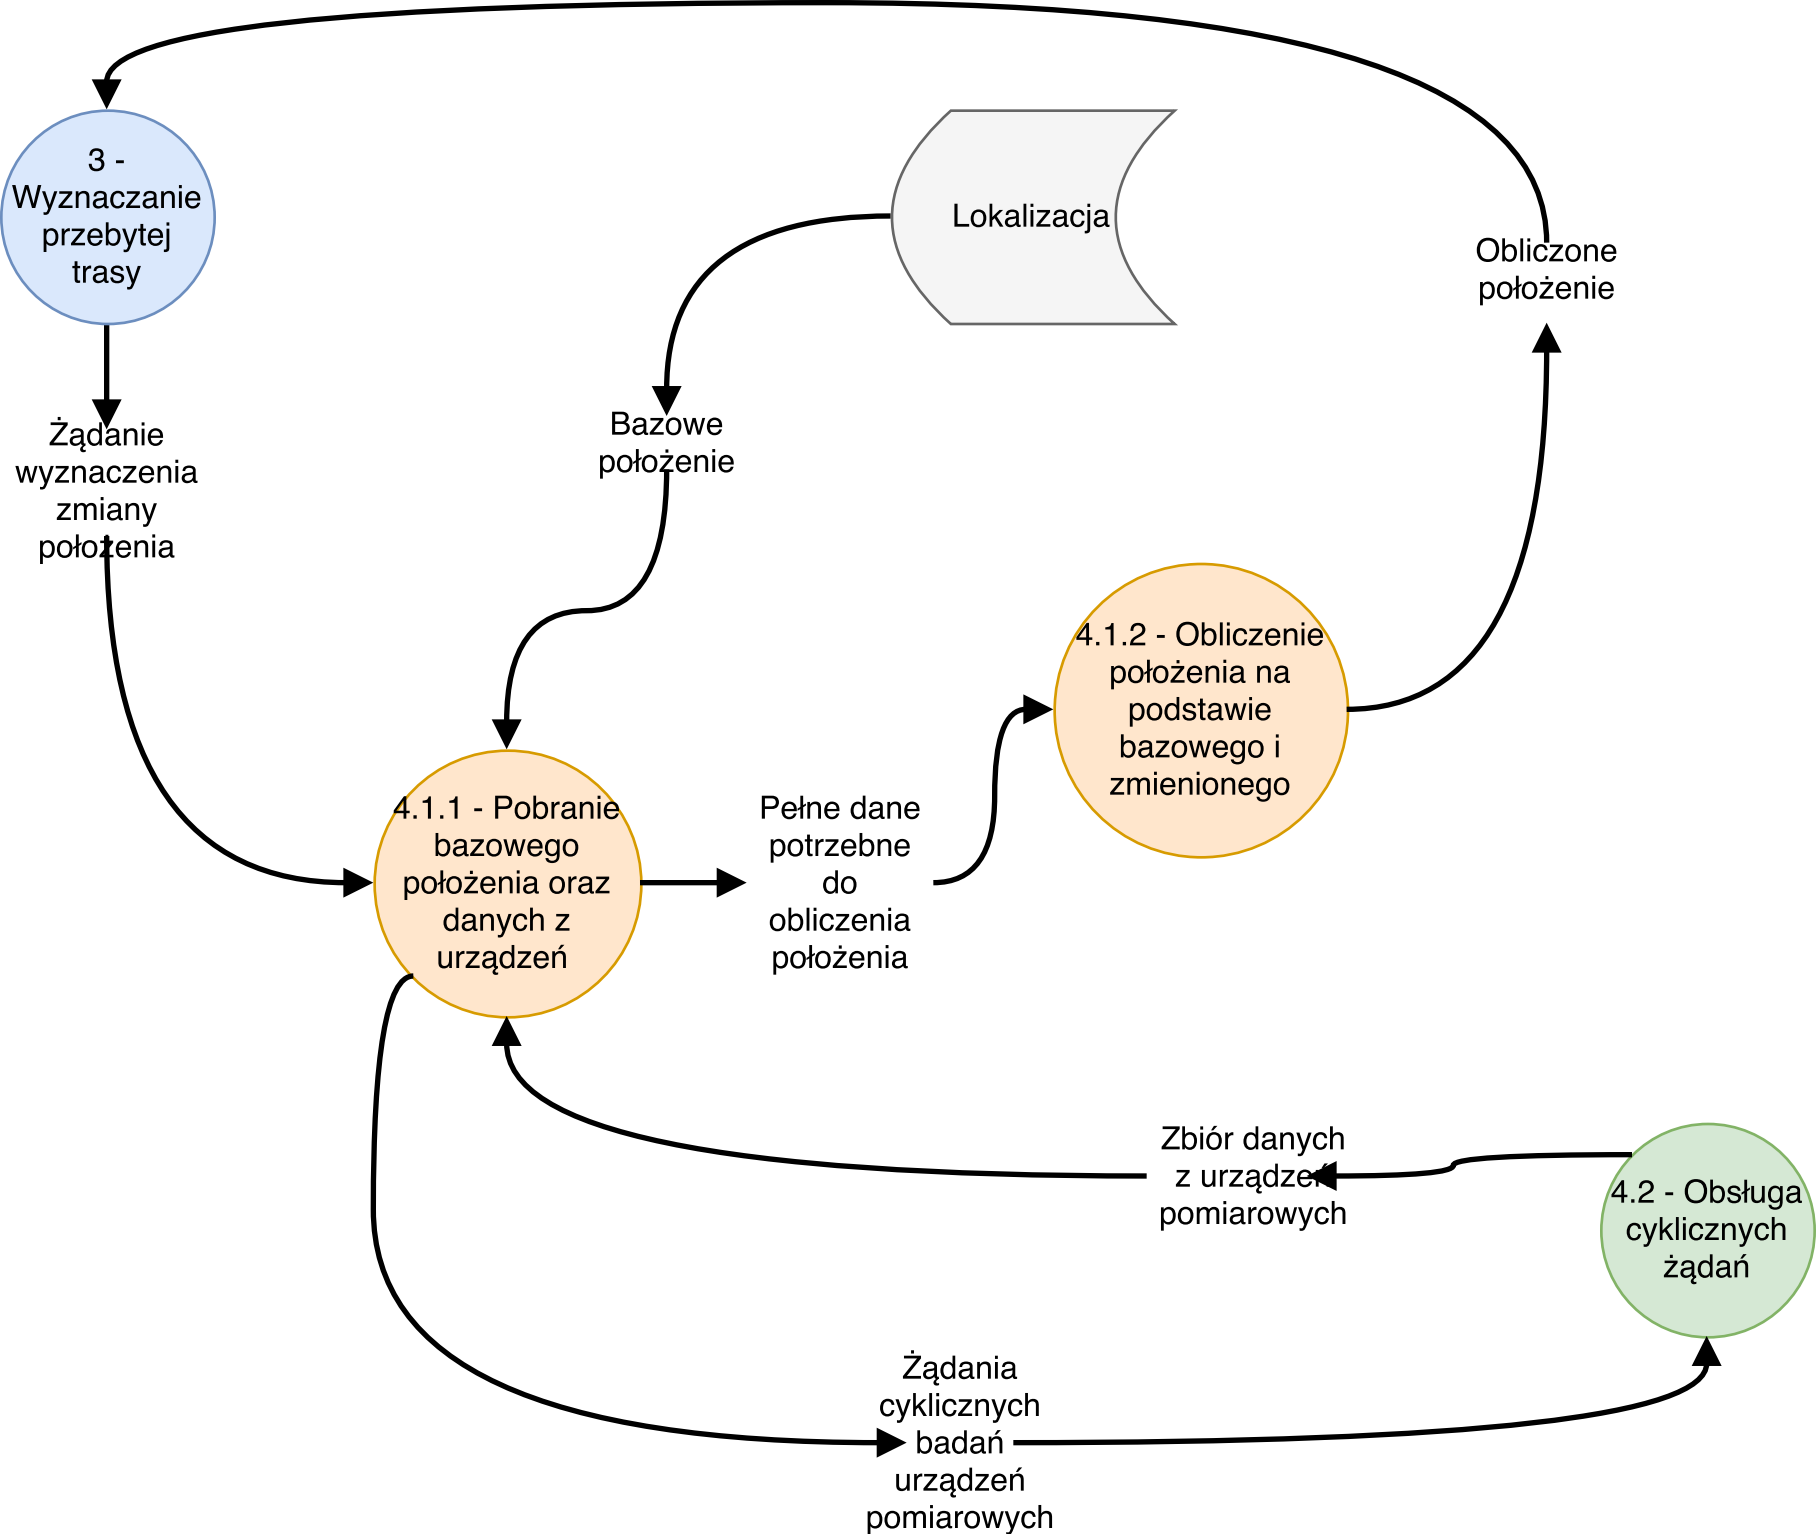 3 -
Wyznaczanie
przebytej
trasy
Lokalizacja
Obliczone
położenie
Żądanie
wyznaczenia
zmiany
położenia
Bazowe
położenie
4.1.2 - Obliczenie
położenia na
podstawie
bazowego i
zmienionego
4.1.1 - Pobranie
bazowego
położenia oraz
danych z
urządzeń
Pełne dane
potrzebne
do
obliczenia
położenia
Zbiór danych
z urządzeń
pomiarowych
4.2 - Obsługa
cyklicznych
żądań
Żądania
cyklicznych
badań
urządzeń
pomiarowych